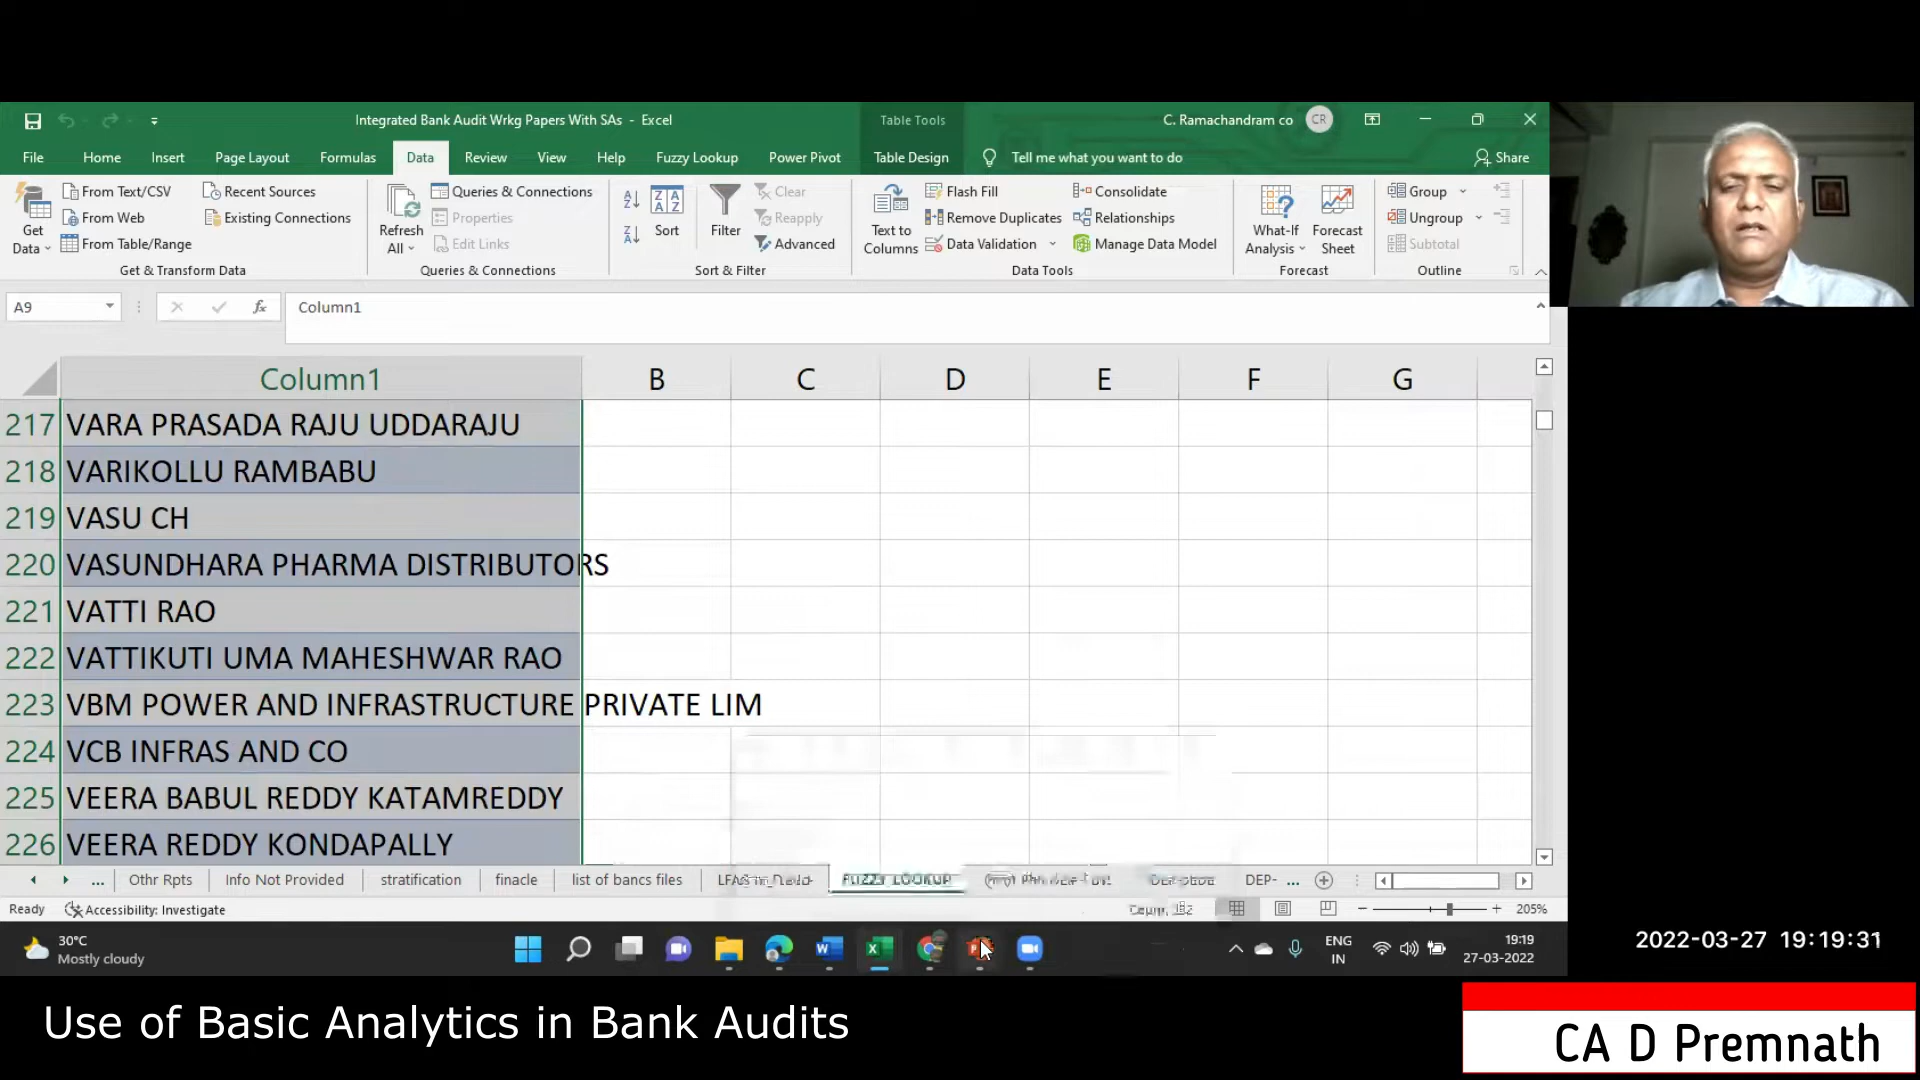 Integrated Bank Audit Wrkg Papers With SAs - Excel
Table Tools
C. Ramachandram co
CR
File Home Insert Page Layout Formulas Data Review View Help Fuzzy Lookup Power Pivot Table Design Tell me what you want to do Share
Get Data
From Text/CSV
From Web
From Table/Range
Recent Sources
Existing Connections
Get & Transform Data
Refresh All
Queries & Connections
Properties
Edit Links
Queries & Connections
Sort
Filter
Clear
Reapply
Advanced
Sort & Filter
Text to Columns
Flash Fill
Remove Duplicates
Data Validation
Consolidate
Relationships
Manage Data Model
Data Tools
What-If Analysis
Forecast Sheet
Forecast
Group
Ungroup
Subtotal
Outline
A9
fx
Column1
Column1 B C D E F G
217 VARA PRASADA RAJU UDDARAJU
218 VARIKOLLU RAMBABU
219 VASU CH
220 VASUNDHARA PHARMA DISTRIBUTORS
221 VATTI RAO
222 VATTIKUTI UMA MAHESHWAR RAO
223 VBM POWER AND INFRASTRUCTURE PRIVATE LIM
224 VCB INFRAS AND CO
225 VEERA BABUL REDDY KATAMREDDY
226 VEERA REDDY KONDAPALLY
... Othr Rpts Info Not Provided stratification finacle list of bancs files FUZZY LOOKUP DEP- ...
Ready Accessibility: Investigate 205%
30°C
Mostly cloudy
ENG
IN
19:19
27-03-2022
2022-03-27 19:19:31
Use of Basic Analytics in Bank Audits
CA D Premnath